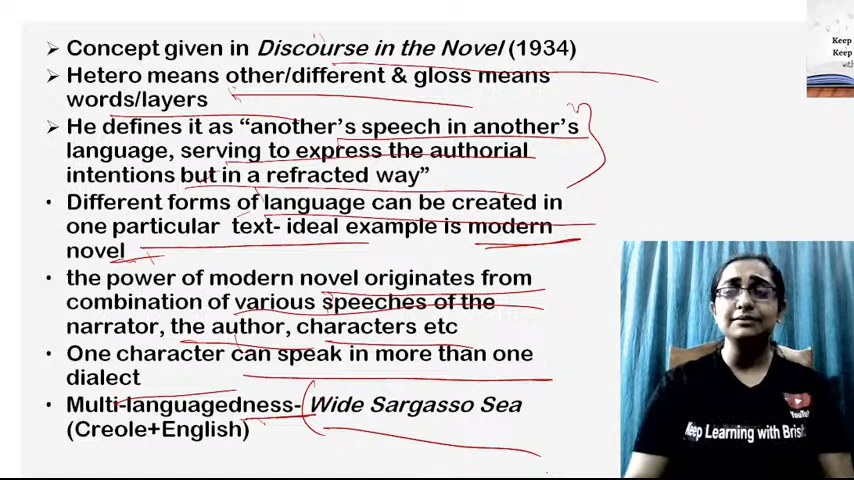 ➢ Concept given in Discourse in the Novel (1934)
➢ Hetero means other/different & gloss means
words/layers
➢ He defines it as “another’s speech in another’s
language, serving to express the authorial
intentions but in a refracted way”
• Different forms of language can be created in
one particular text- ideal example is modern
novel
• the power of modern novel originates from
combination of various speeches of the
narrator, the author, characters etc
• One character can speak in more than one
dialect
• Multi-languagedness- Wide Sargasso Sea
(Creole+English)
Keep
Keep
with
YouTube
Keep Learning with